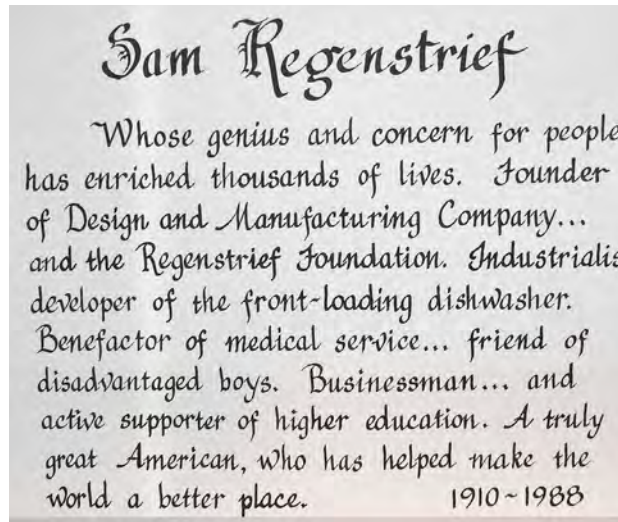 Sam Regenstrief
Whose genius and concern for people
has enriched thousands of lives. Founder
of Design and Manufacturing Company...
and the Regenstrief Foundation. Industrialis
developer of the front-loading dishwasher.
Benefactor of medical service... friend of
disadvantaged boys. Businessman... and
active supporter of higher education. A truly
great American, who has helped make the
world a better place. 1910~1988